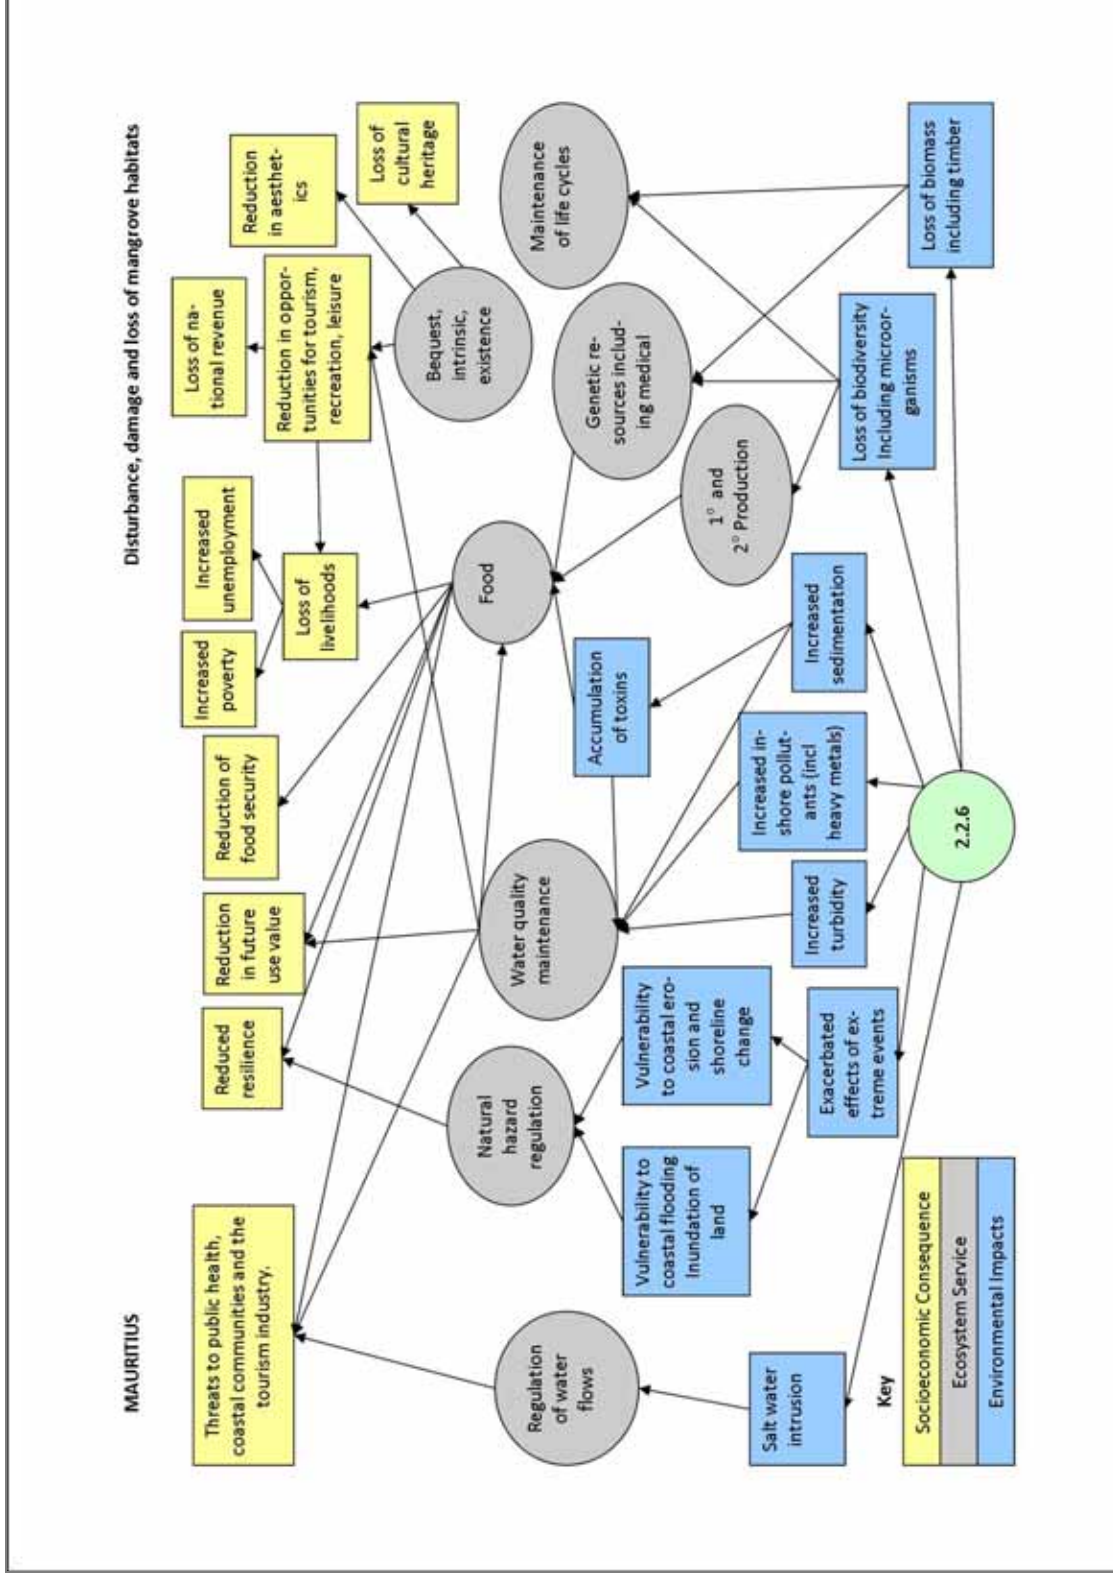 MAURITIUS
Disturbance, damage and loss of mangrove habitats
Threats to public health,
coastal communities and the
tourism industry.
Reduced
resilience
Reduction
in future
use value
Reduction of
food security
Increased
poverty
Increased
unemployment
Loss of
livelihoods
Loss of na-
tional revenue
Reduction in oppor-
tunities for tourism,
recreation, leisure
Reduction
in aesthet-
ics
Loss of
cultural
heritage
Regulation
of water
flows
Natural
hazard
regulation
Water quality
maintenance
Food
Bequest,
intrinsic,
existence
Genetic re-
sources includ-
ing medical
Maintenance
of life cycles
1° and
2° Production
Accumulation
of toxins
Vulnerability to
coastal flooding
Inundation of
land
Vulnerability
to coastal ero-
sion and
shoreline
change
Increased in-
shore pollut-
ants (incl
heavy metals)
Salt water
intrusion
Exacerbated
effects of ex-
treme events
Increased
turbidity
Increased
sedimentation
Loss of biodiversity
Including microor-
ganisms
Loss of biomass
including timber
2.2.6
Key
Socioeconomic Consequence
Ecosystem Service
Environmental Impacts